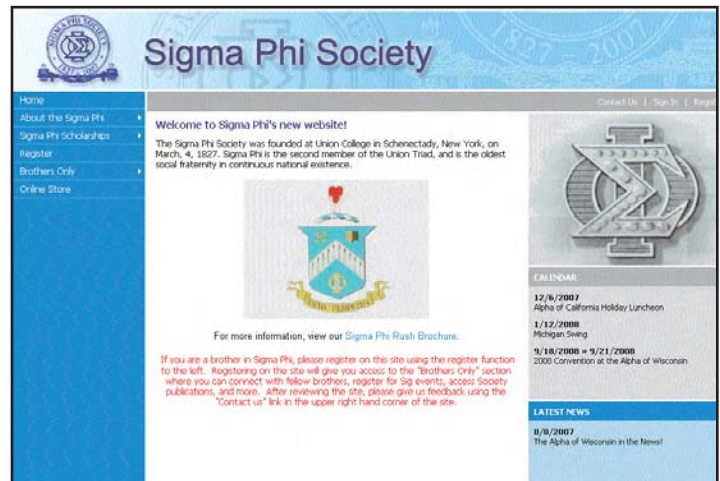 Sigma Phi Society
Contact Us | Sign In |
Home
About the Sigma Phi
Sigma Phi Scholarships
Register
Brothers Only
Online Store
Welcome to Sigma Phi's new website!
The Sigma Phi Society was founded at Union College in Schenectady, New York, on
March, 4, 1827. Sigma Phi is the second member of the Union Triad, and is the oldest
social fraternity in continuous national existence.
For more information, view our Sigma Phi Rush Brochure.
If you are a brother in Sigma Phi, please register on this site using the register function
to the left. Registering on the site will give you access to the "Brothers Only" section
where you can connect with fellow brothers, register for Sig events, access Society
publications, and more. After reviewing the site, please give us feedback using the
"Contact us" link in the upper right hand corner of the site.
ΣΦ
CALENDAR
12/6/2007
Alpha of California Holiday Luncheon
1/12/2008
Michigan Swing
9/18/2008 » 9/21/2008
2008 Convention at the Alpha of Wisconsin
LATEST NEWS
8/8/2007
The Alpha of Wisconsin in the News!